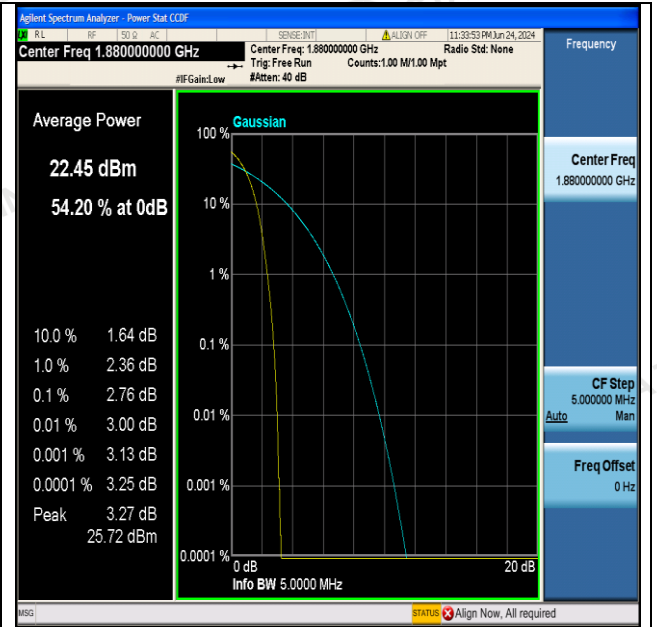 Agilent Spectrum Analyzer - Power Stat CCDF
RL RF 50 Ω AC SENSE:INT ALIGN OFF 11:33:53 PM Jun 24, 2024
Center Freq 1.880000000 GHz
Center Freq: 1.880000000 GHz Radio Std: None
Trig: Free Run Counts:1.00 M/1.00 Mpt
#IFGain:Low #Atten: 40 dB
Frequency
Average Power
22.45 dBm
54.20 % at 0dB
10.0 % 1.64 dB
1.0 % 2.36 dB
0.1 % 2.76 dB
0.01 % 3.00 dB
0.001 % 3.13 dB
0.0001 % 3.25 dB
Peak 3.27 dB
25.72 dBm
Gaussian
100 %
10 %
1 %
0.1 %
0.01 %
0.001 %
0.0001 %
0 dB 20 dB
Info BW 5.0000 MHz
Center Freq
1.880000000 GHz
CF Step
5.000000 MHz
Auto Man
Freq Offset
0 Hz
MSG STATUS Align Now, All required